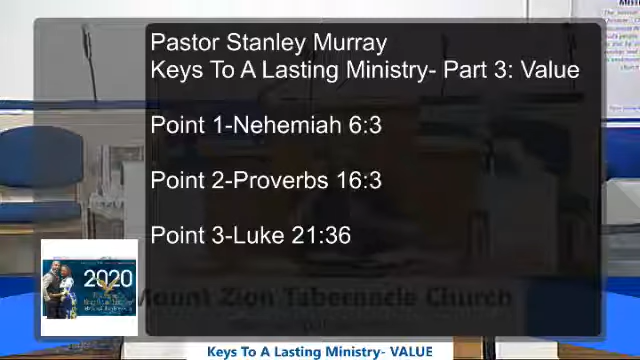 Pastor Stanley Murray
Keys To A Lasting Ministry- Part 3: Value
Point 1-Nehemiah 6:3
Point 2-Proverbs 16:3
Point 3-Luke 21:36
2020
Mount Zion Tabernacle Church
Keys To A Lasting Ministry- VALUE